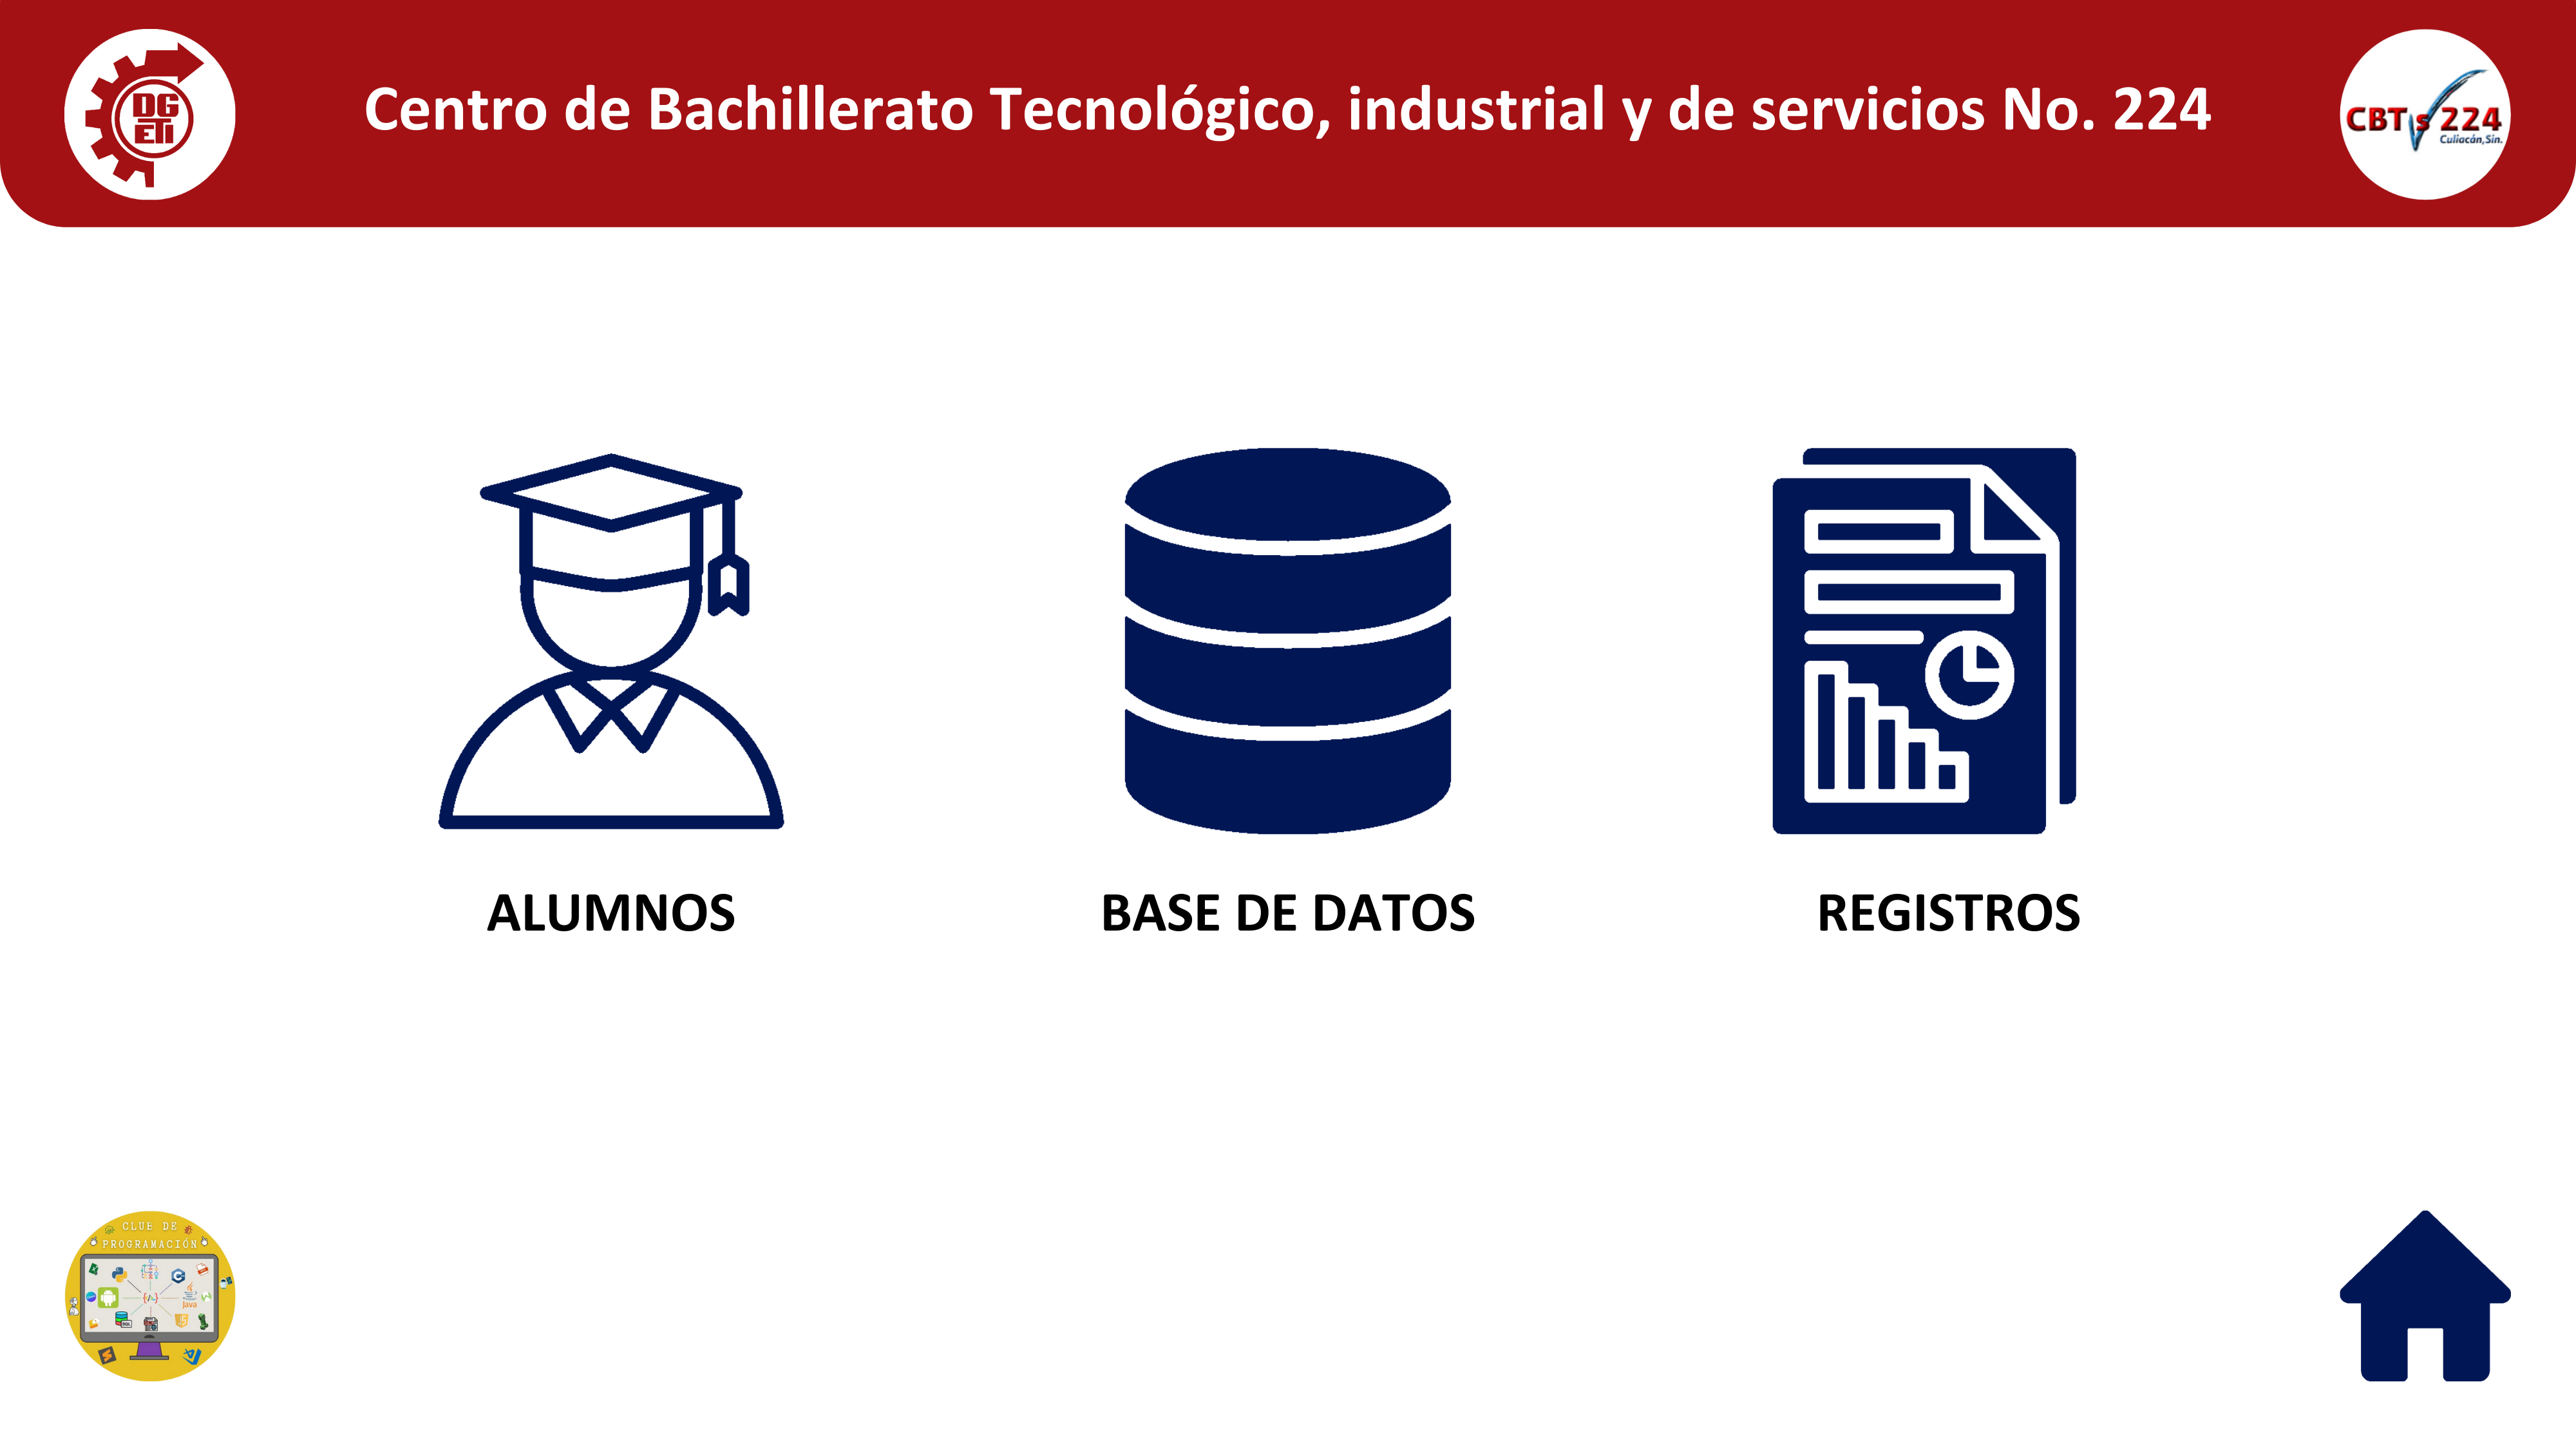 DG
ETI
Centro de Bachillerato Tecnológico, industrial y de servicios No. 224
CBTis 224
Culiacán, Sin.
ALUMNOS
BASE DE DATOS
REGISTROS
CLUB DE
PROGRAMACIÓN
Java
SQL